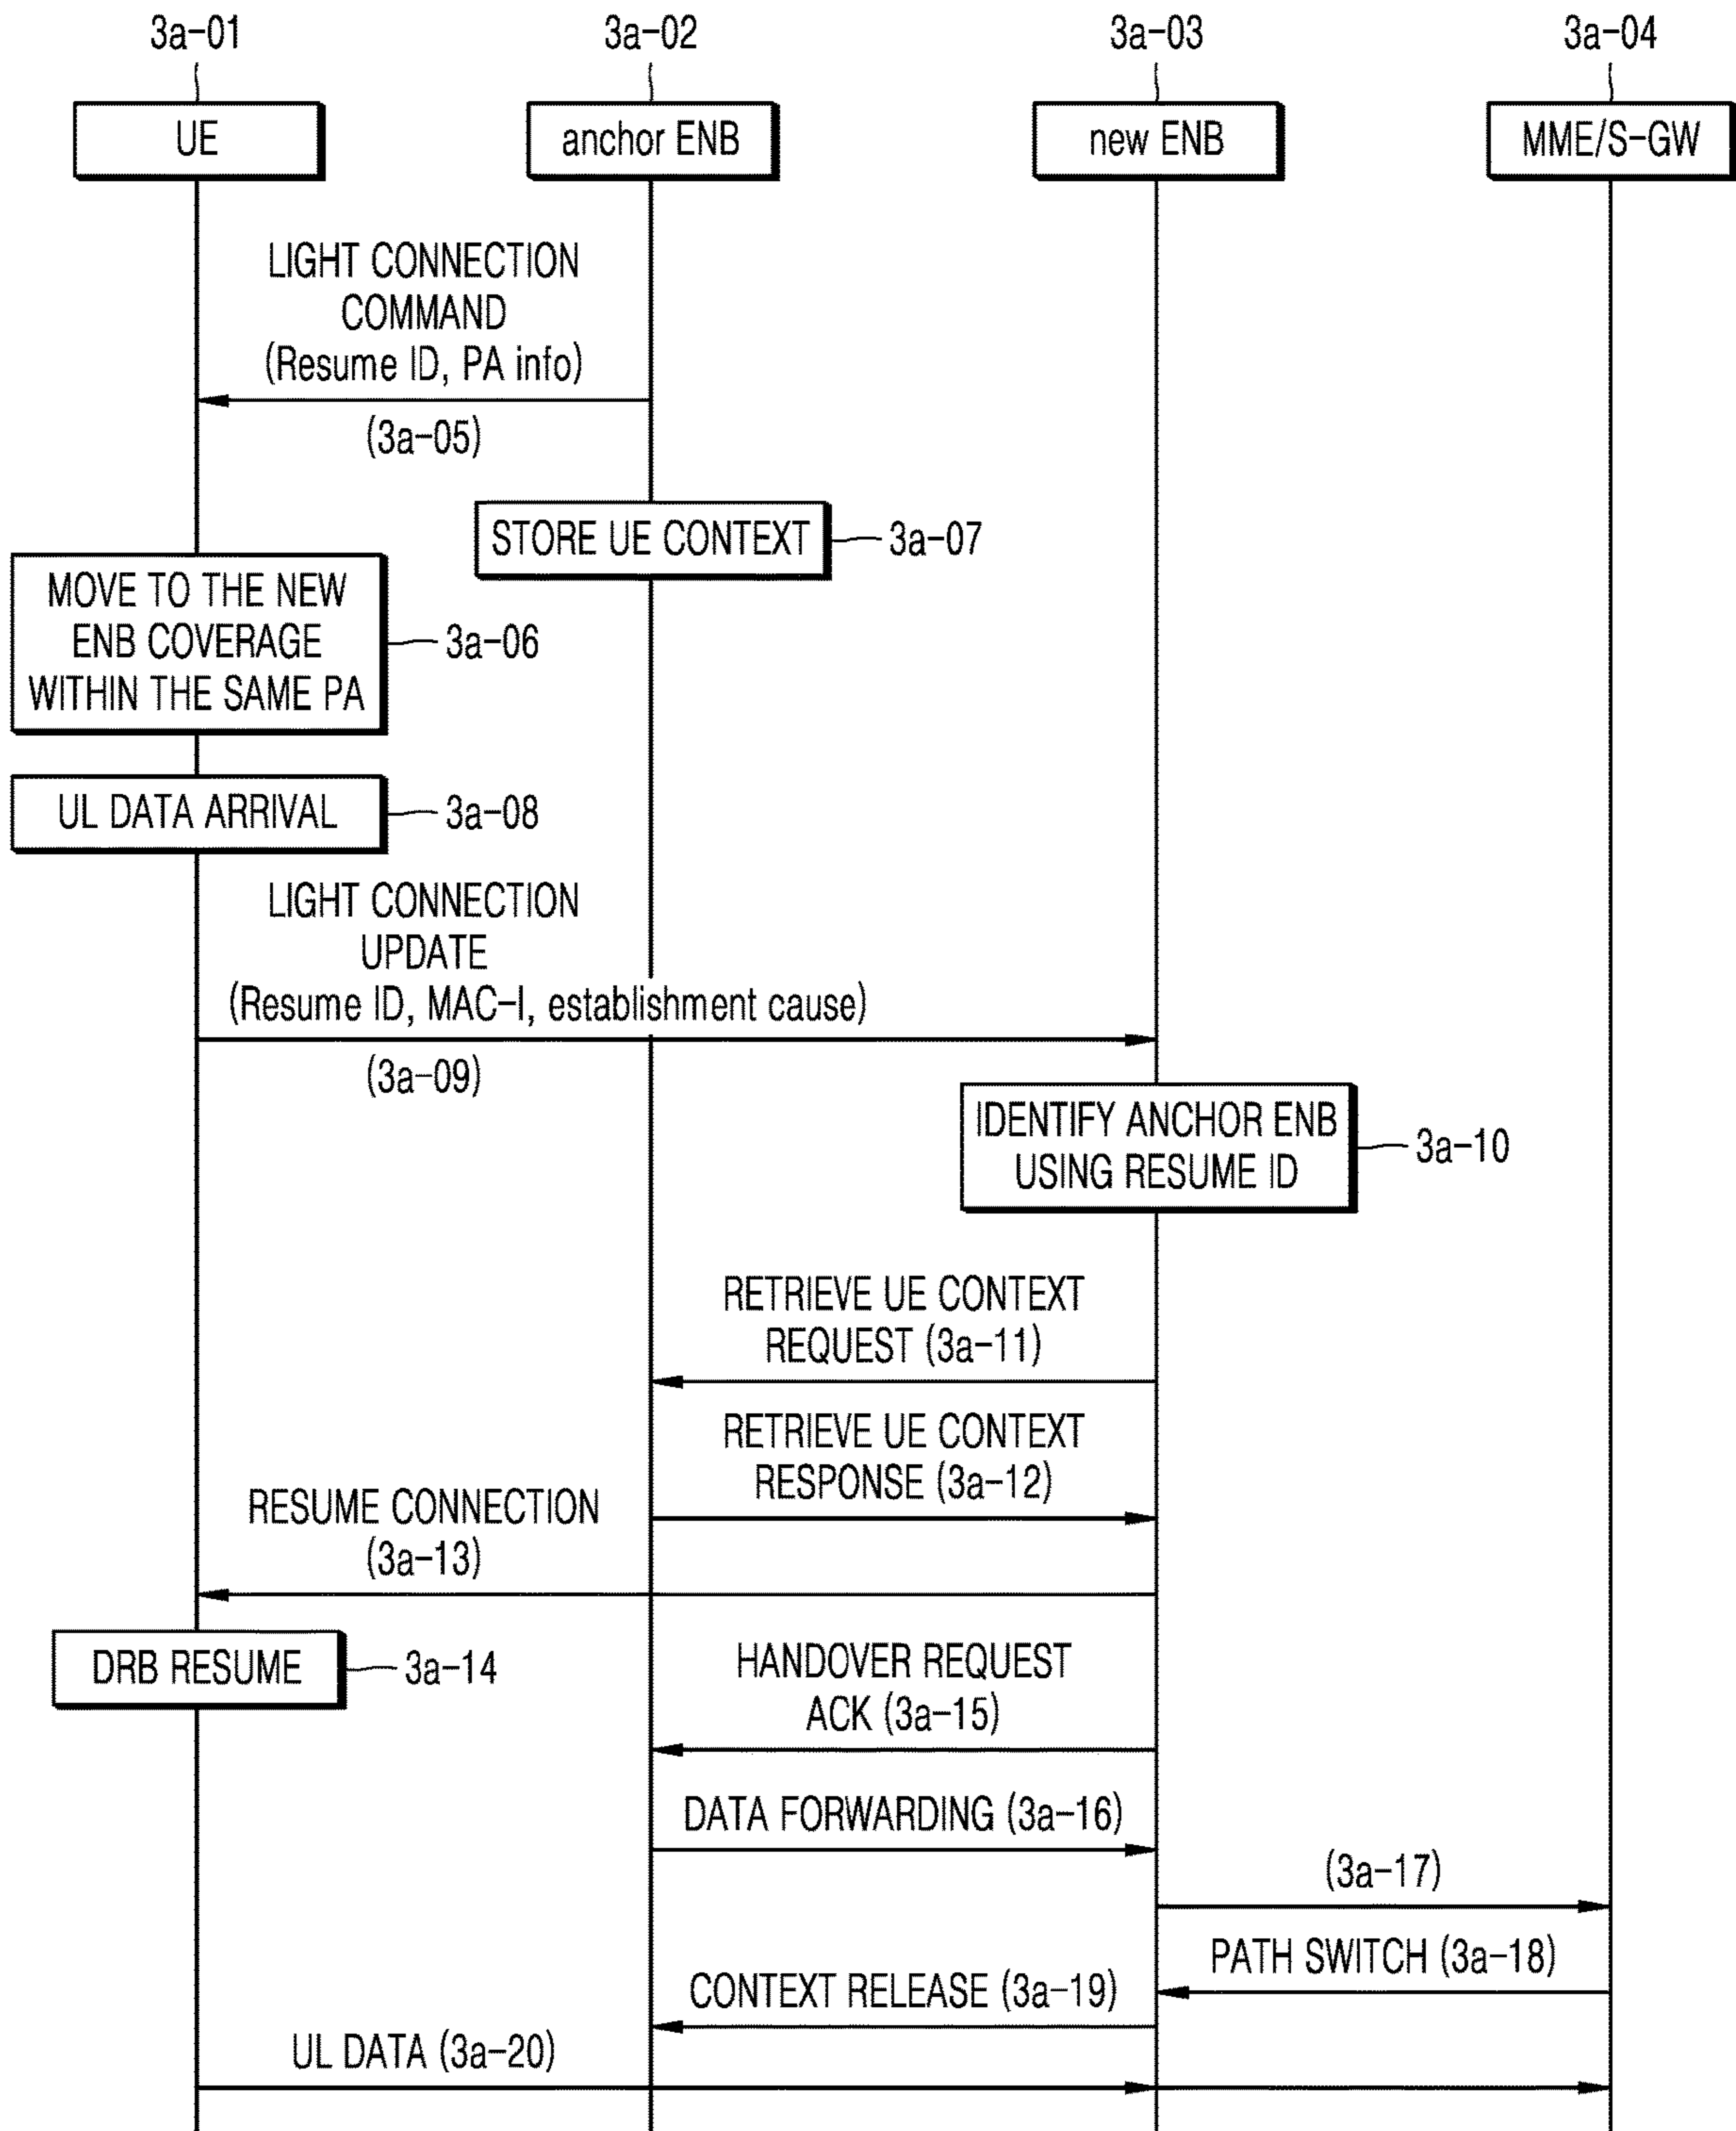 3a-01
3a-02
3a-03
3a-04
UE
anchor ENB
new ENB
MME/S-GW
LIGHT CONNECTION
COMMAND
(Resume ID, PA info)
(3a-05)
STORE UE CONTEXT
3a-07
MOVE TO THE NEW
ENB COVERAGE
WITHIN THE SAME PA
3a-06
UL DATA ARRIVAL
3a-08
LIGHT CONNECTION
UPDATE
(Resume ID, MAC-I, establishment cause)
(3a-09)
IDENTIFY ANCHOR ENB
USING RESUME ID
3a-10
RETRIEVE UE CONTEXT
REQUEST (3a-11)
RETRIEVE UE CONTEXT
RESPONSE (3a-12)
RESUME CONNECTION
(3a-13)
DRB RESUME
3a-14
HANDOVER REQUEST
ACK (3a-15)
DATA FORWARDING (3a-16)
(3a-17)
PATH SWITCH (3a-18)
CONTEXT RELEASE (3a-19)
UL DATA (3a-20)